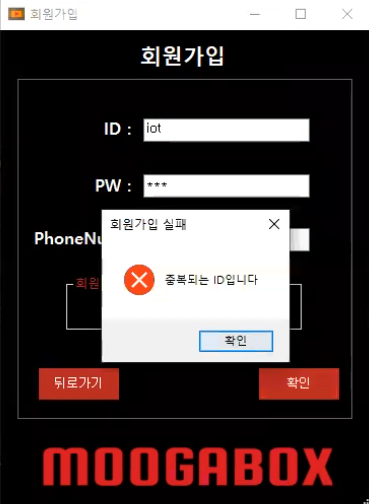 회원가입
회원가입
ID :
iot
PW :
***
PhoneNu
회원가입 실패
중복되는 ID입니다
확인
회원
뒤로가기
확인
MOOGABOX